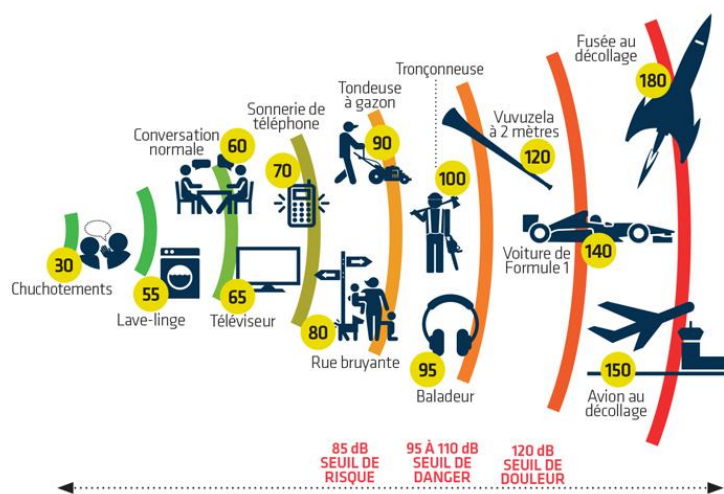 30
Chuchotements
55
Lave-linge
Conversation
normale
60
65
Téléviseur
Sonnerie de
téléphone
70
80
Rue bruyante
Tondeuse
à gazon
90
95
Baladeur
Tronçonneuse
100
Vuvuzela
à 2 mètres
120
Voiture de
Formule 1
140
Avion au
décollage
150
Fusée au
décollage
180
85 dB
SEUIL DE
RISQUE
95 À 110 dB
SEUIL DE
DANGER
120 dB
SEUIL DE
DOULEUR